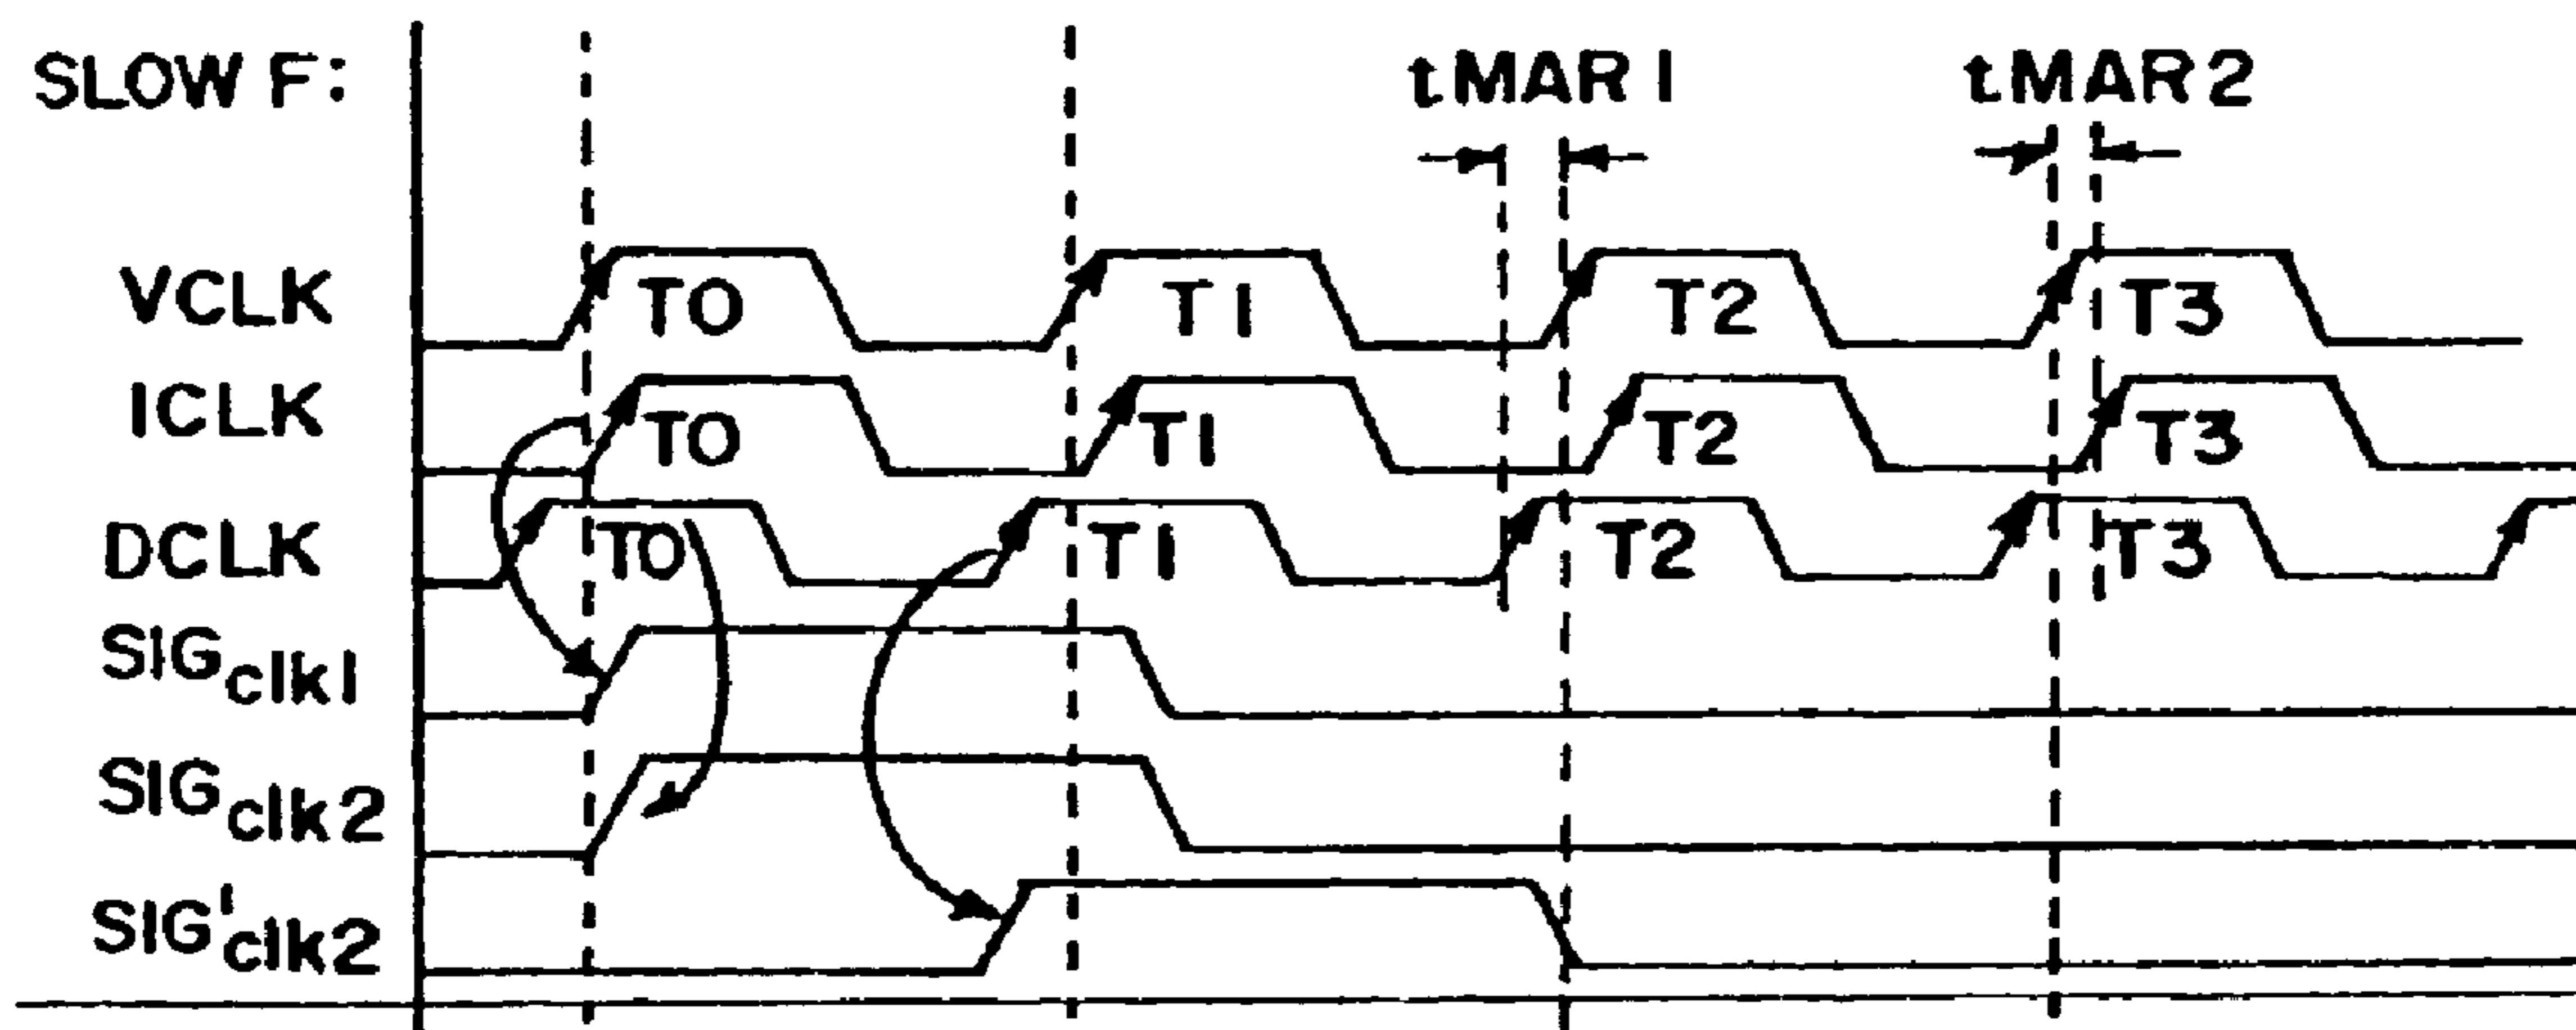 SLOW F: tMAR1 tMAR2
VCLK T0 T1 T2 T3
ICLK T0 T1 T2 T3
DCLK T0 T1 T2 T3
SIGclk1
SIGclk2
SIG'clk2